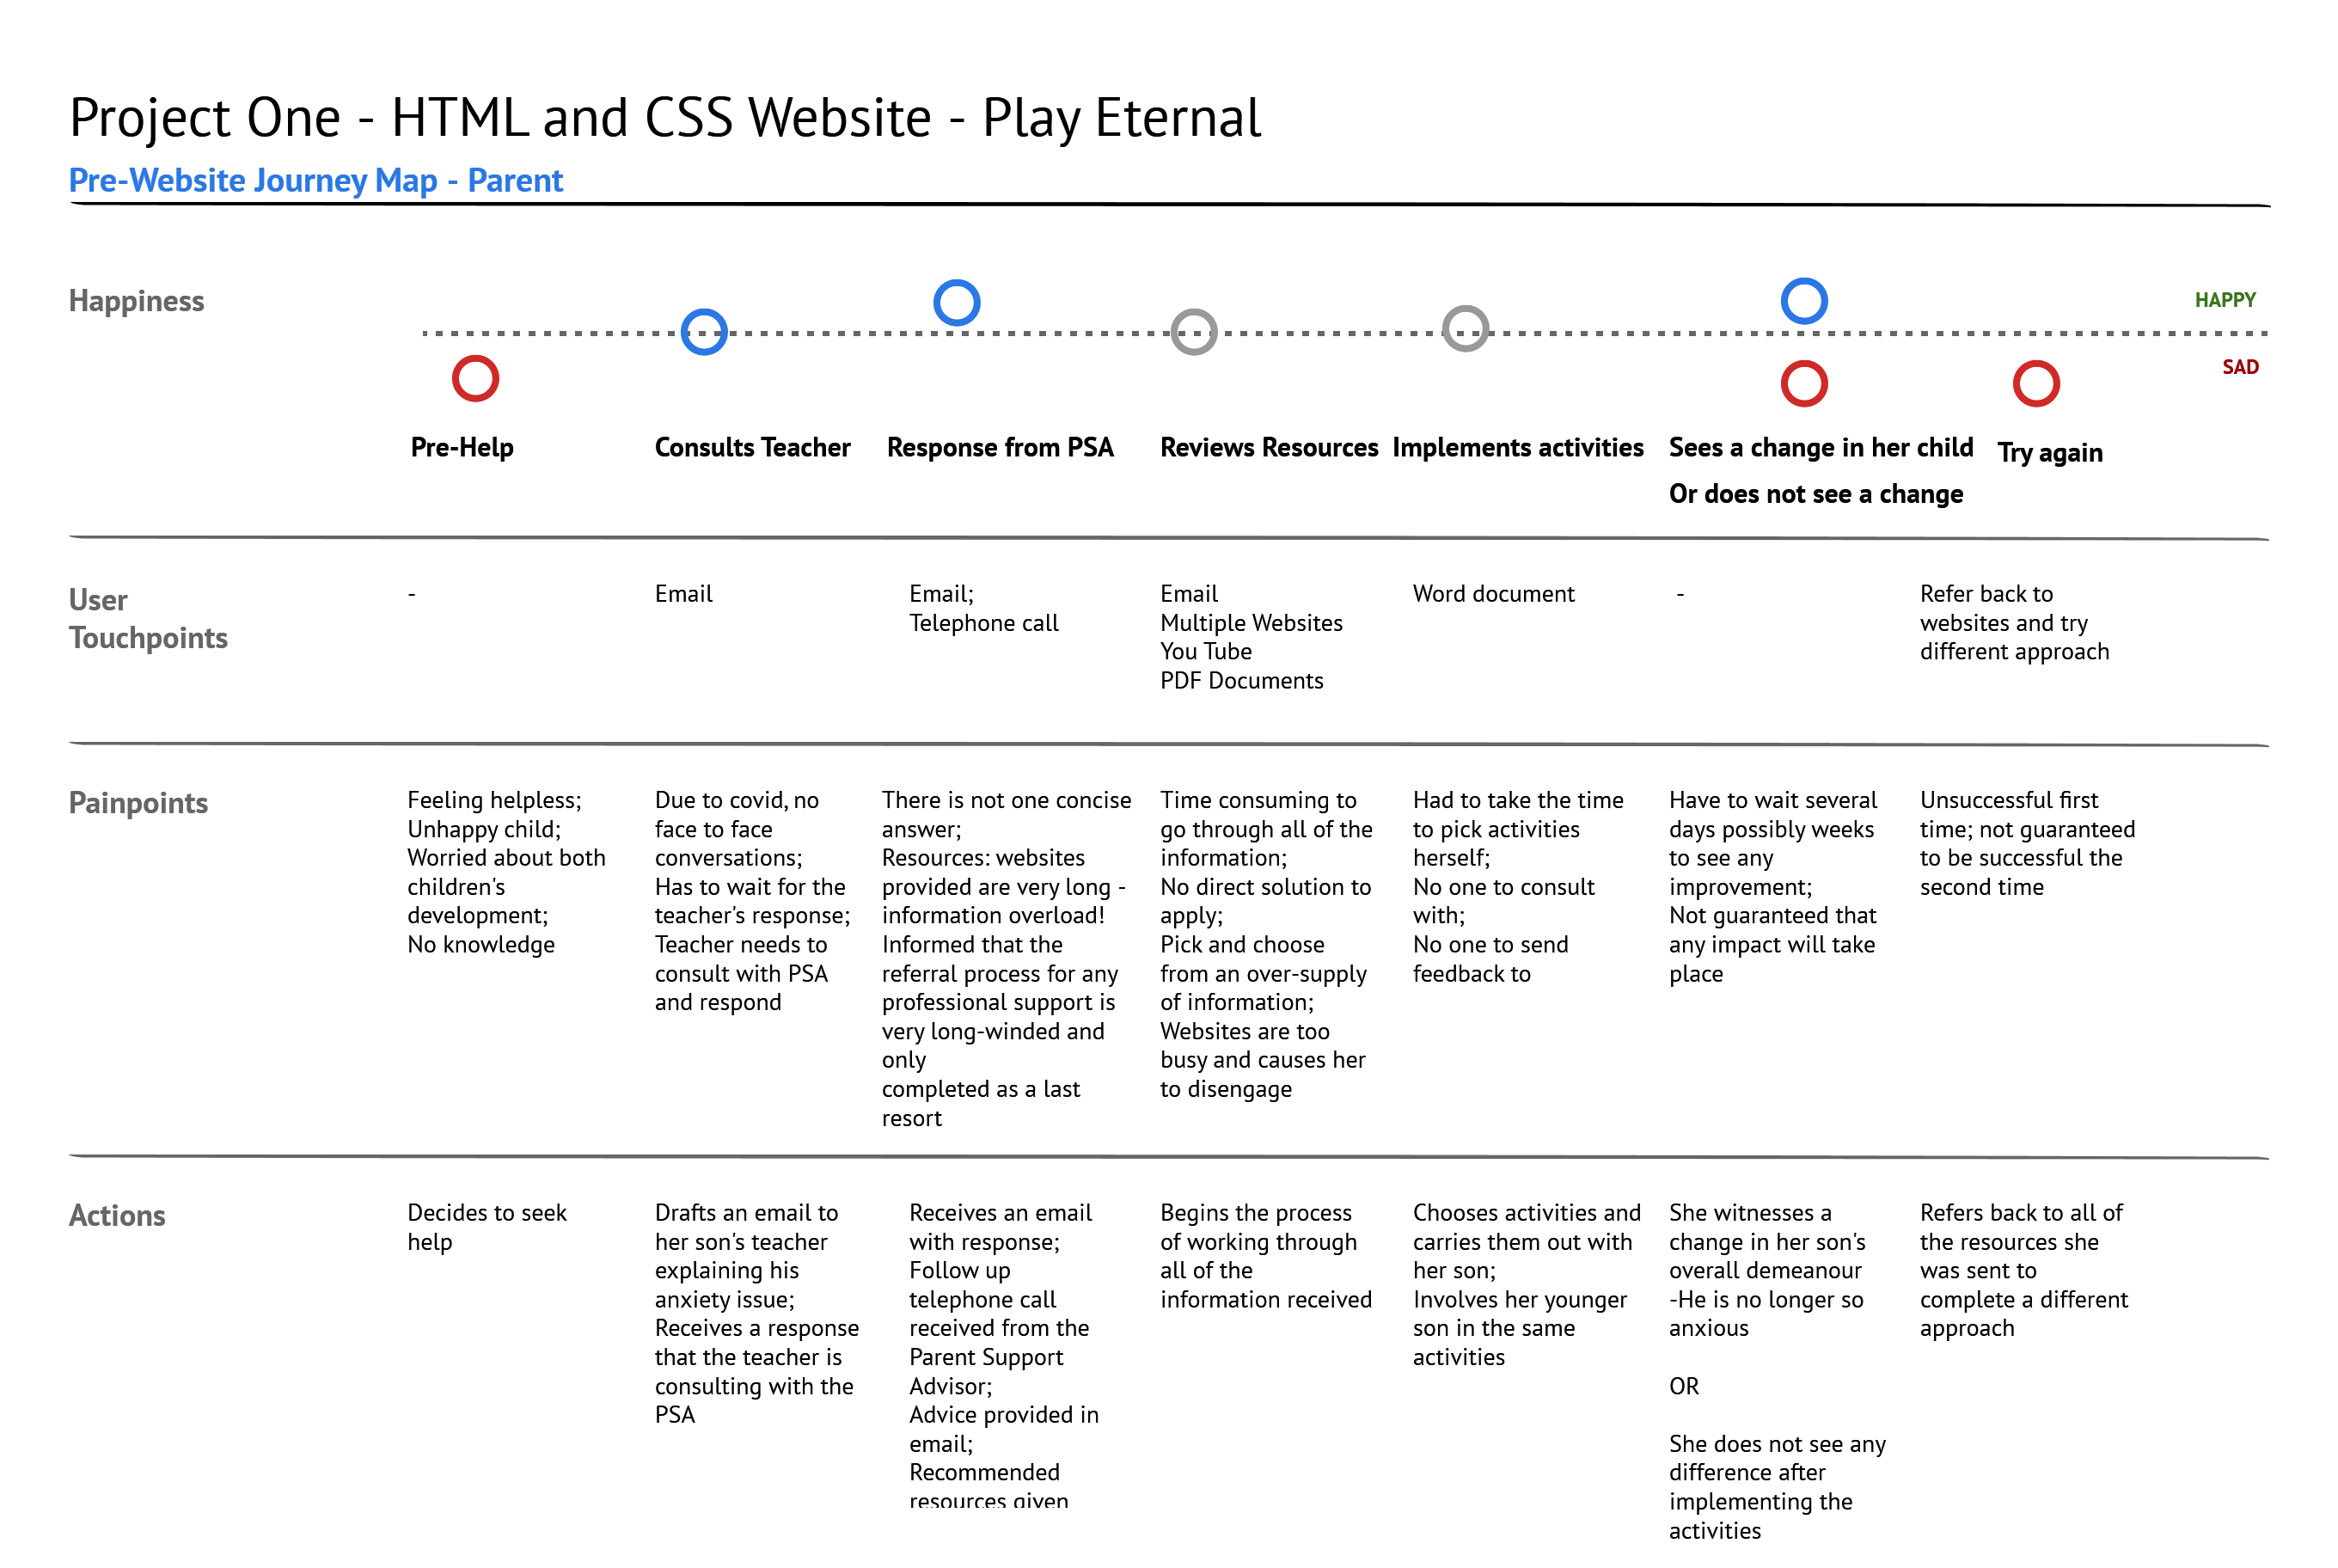 Project One - HTML and CSS Website - Play Eternal
Pre-Website Journey Map - Parent
Happiness
HAPPY
SAD
Pre-Help
Consults Teacher
Response from PSA
Reviews Resources
Implements activities
Sees a change in her child
Or does not see a change
Try again
User
Touchpoints
-
Email
Email;
Telephone call
Email
Multiple Websites
You Tube
PDF Documents
Word document
-
Refer back to
websites and try
different approach
Painpoints
Feeling helpless;
Unhappy child;
Worried about both
children's
development;
No knowledge
Due to covid, no
face to face
conversations;
Has to wait for the
teacher's response;
Teacher needs to
consult with PSA
and respond
There is not one concise
answer;
Resources: websites
provided are very long -
information overload!
Informed that the
referral process for any
professional support is
very long-winded and
only
completed as a last
resort
Time consuming to
go through all of the
information;
No direct solution to
apply;
Pick and choose
from an over-supply
of information;
Websites are too
busy and causes her
to disengage
Had to take the time
to pick activities
herself;
No one to consult
with;
No one to send
feedback to
Have to wait several
days possibly weeks
to see any
improvement;
Not guaranteed that
any impact will take
place
Unsuccessful first
time; not guaranteed
to be successful the
second time
Actions
Decides to seek
help
Drafts an email to
her son's teacher
explaining his
anxiety issue;
Receives a response
that the teacher is
consulting with the
PSA
Receives an email
with response;
Follow up
telephone call
received from the
Parent Support
Advisor;
Advice provided in
email;
Recommended
resources given
Begins the process
of working through
all of the
information received
Chooses activities and
carries them out with
her son;
Involves her younger
son in the same
activities
She witnesses a
change in her son's
overall demeanour
-He is no longer so
anxious
OR
She does not see any
difference after
implementing the
activities
Refers back to all of
the resources she
was sent to
complete a different
approach